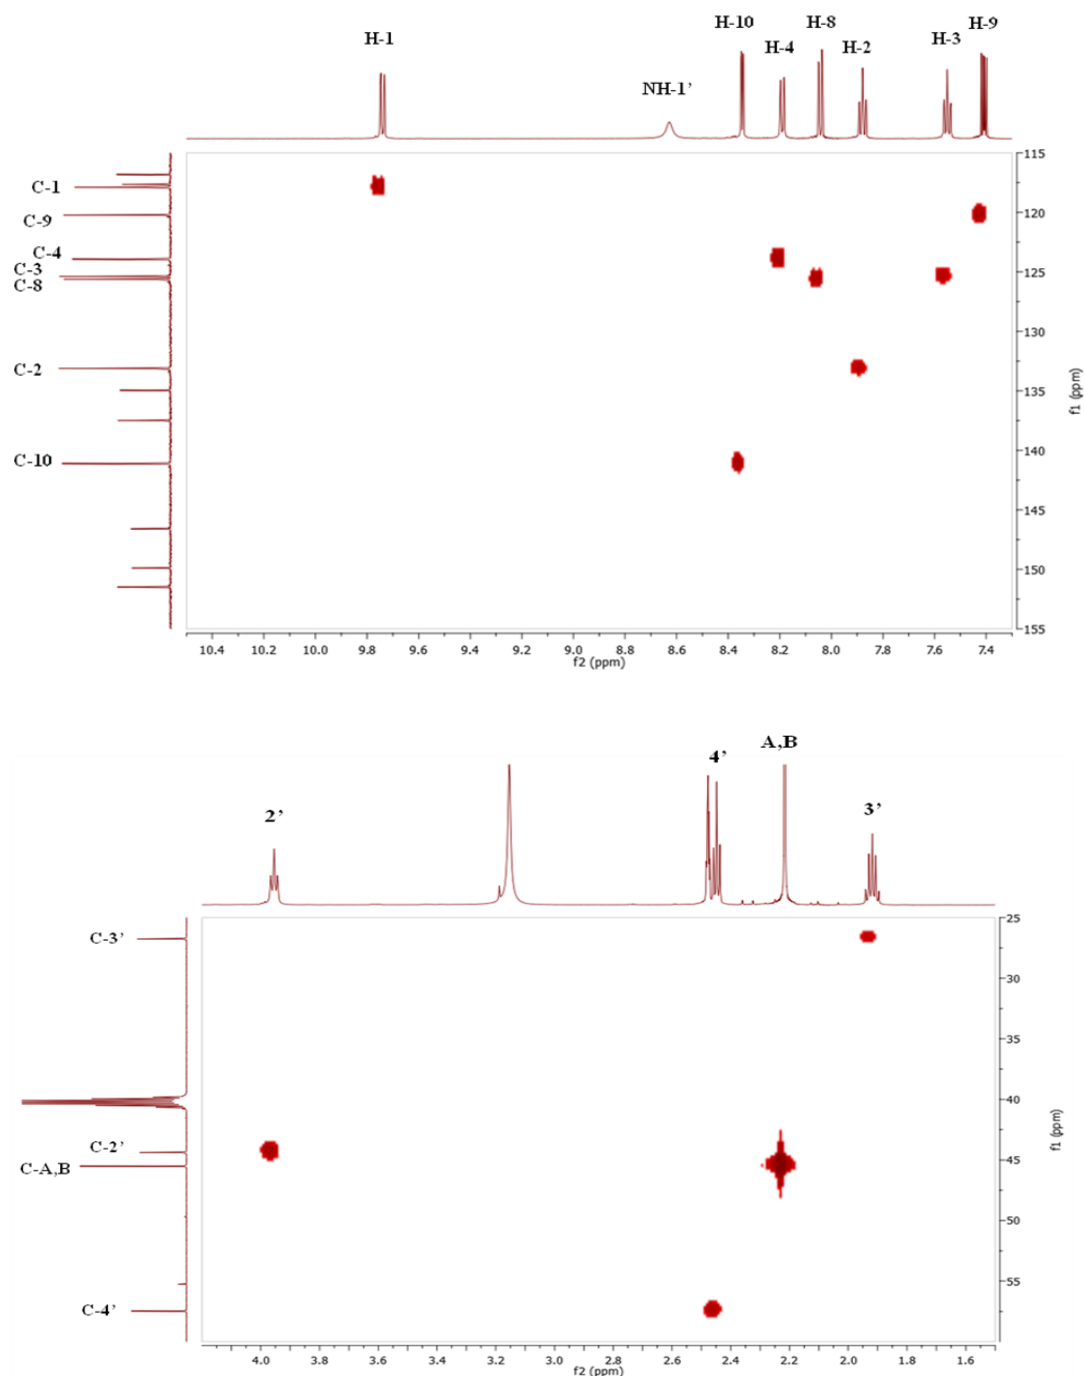 H-1
NH-1’
H-10
H-4
H-8
H-2
H-3
H-9
C-1
C-9
C-4
C-3
C-8
C-2
C-10
115
120
125
130
135
140
145
150
155
f1 (ppm)
10.4 10.2 10.0 9.8 9.6 9.4 9.2 9.0 8.8 8.6 8.4 8.2 8.0 7.8 7.6 7.4
f2 (ppm)
2’
4’
A,B
3’
C-3’
C-2’
C-A,B
C-4’
25
30
35
40
45
50
55
f1 (ppm)
4.0 3.8 3.6 3.4 3.2 3.0 2.8 2.6 2.4 2.2 2.0 1.8 1.6
f2 (ppm)